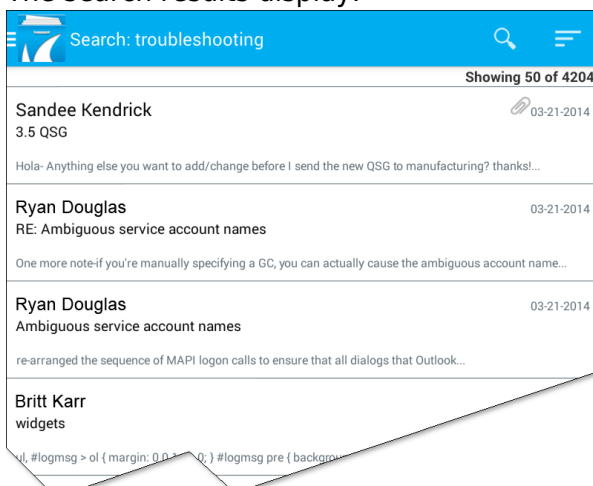 The search results display:
Search: troubleshooting
Showing 50 of 4204
Sandee Kendrick
03-21-2014
3.5 QSG
Hola- Anything else you want to add/change before I send the new QSG to manufacturing? thanks!...
Ryan Douglas
03-21-2014
RE: Ambiguous service account names
One more note-if you're manually specifying a GC, you can actually cause the ambiguous account name...
Ryan Douglas
03-21-2014
Ambiguous service account names
re-arranged the sequence of MAPI logon calls to ensure that all dialogs that Outlook...
Britt Karr
widgets
ul, #logmsg > ol { margin: 0 0 0; } #logmsg pre {